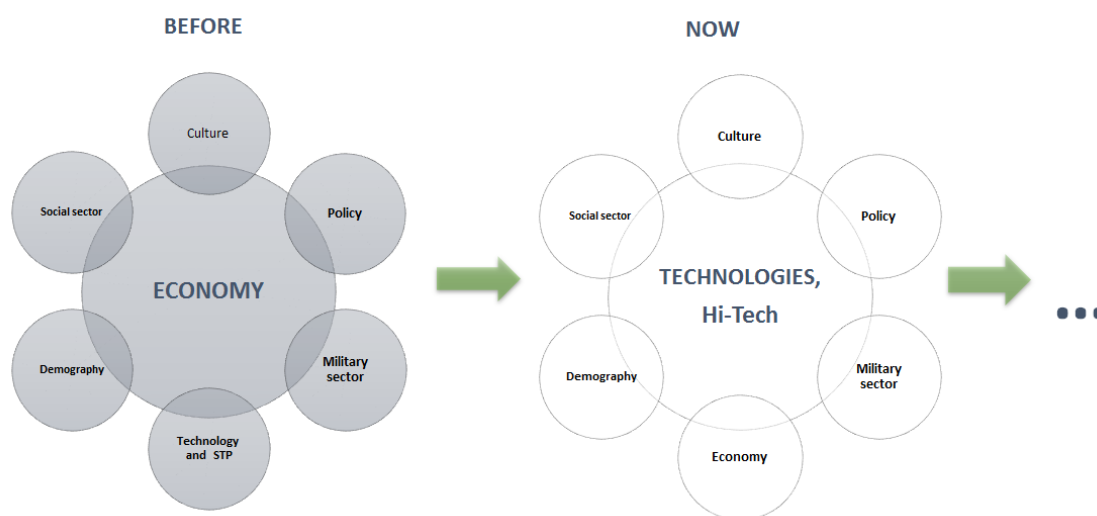 BEFORE
Culture
Social sector
Policy
ECONOMY
Demography
Military
sector
Technology
and STP
NOW
Culture
Social sector
Policy
TECHNOLOGIES,
Hi-Tech
Demography
Military
sector
Economy
...